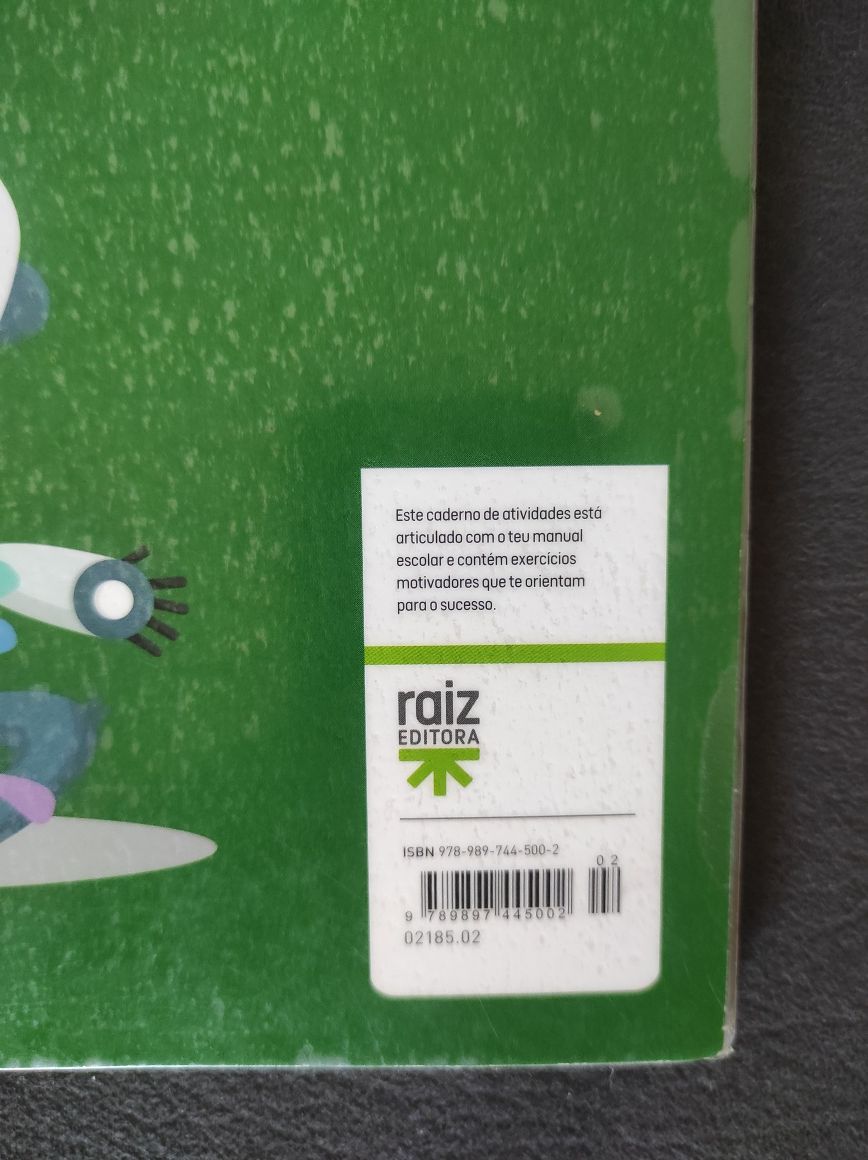 Este caderno de atividades está
articulado com o teu manual
escolar e contém exercícios
motivadores que te orientam
para o sucesso.
raiz
EDITORA
ISBN 978-989-744-500-2
02
9 789897 445002
02185.02